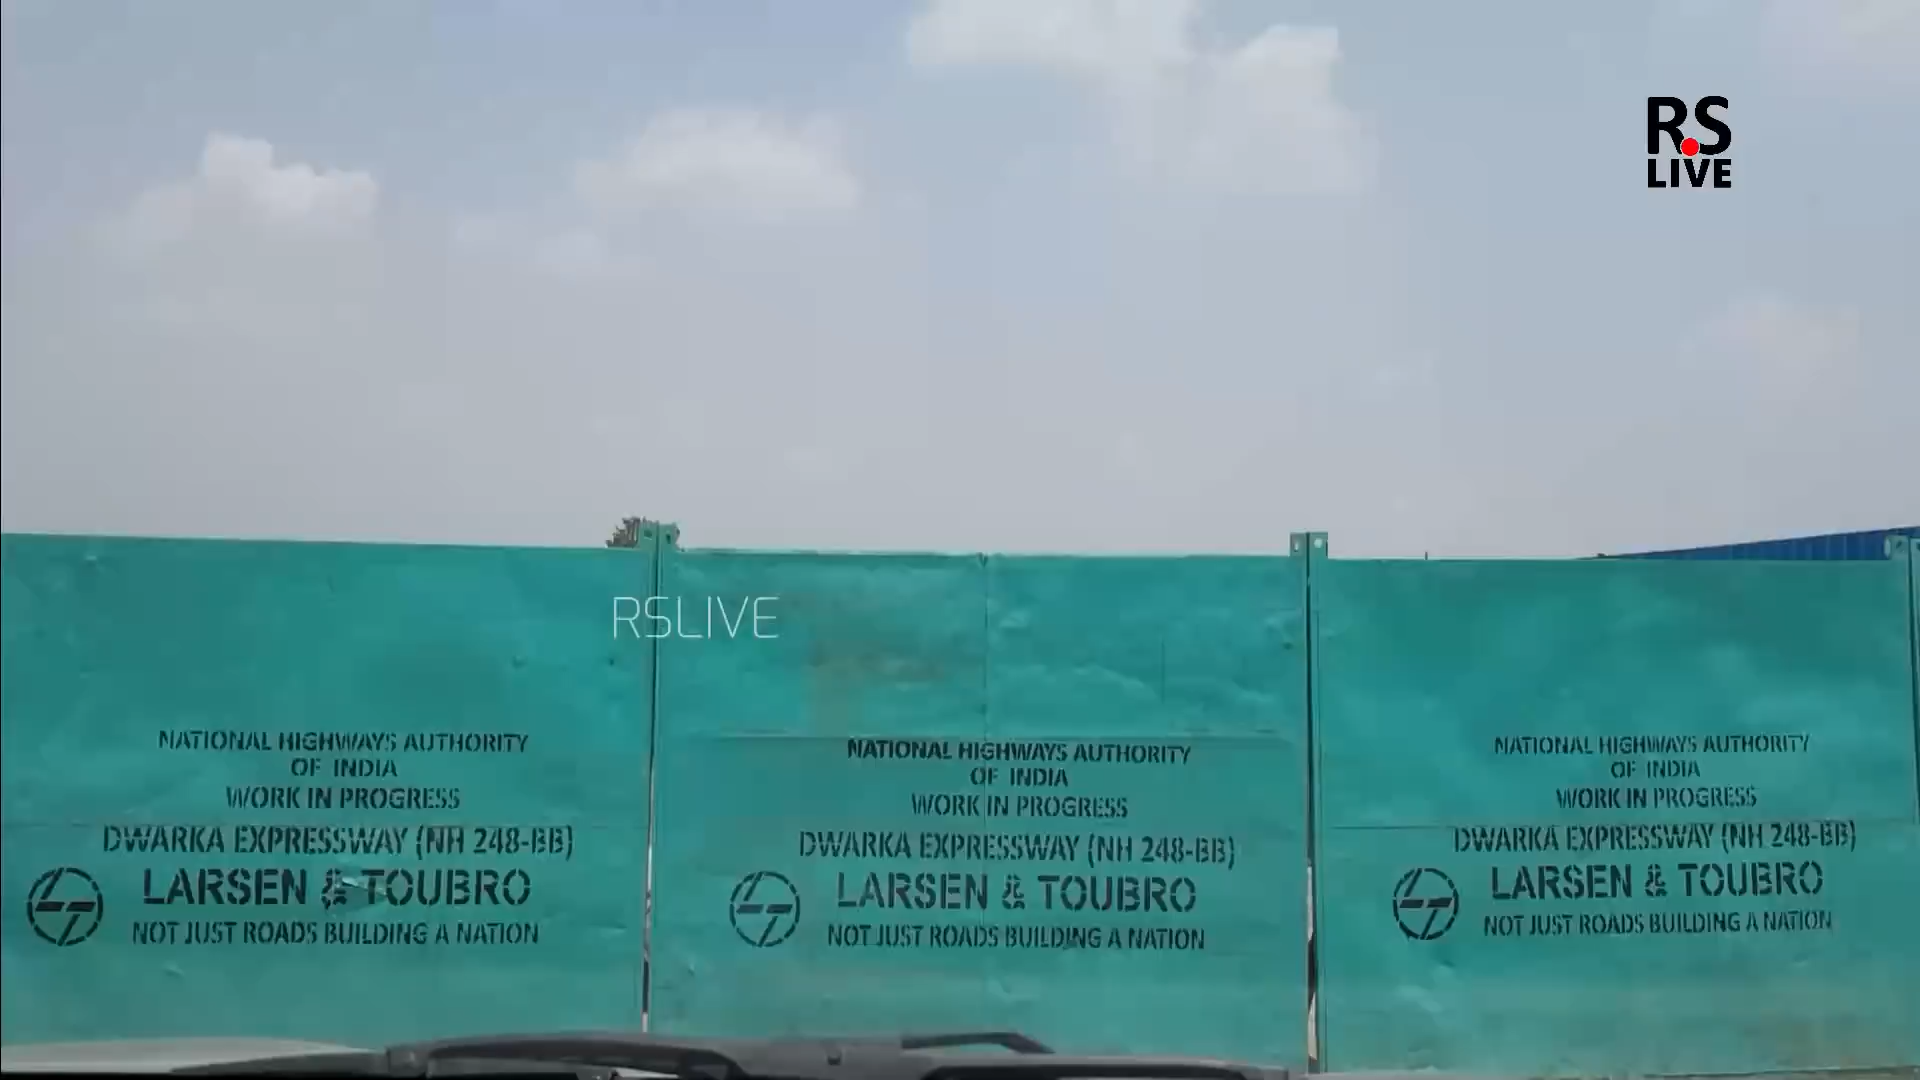 R.S
LIVE
RSLIVE
NATIONAL HIGHWAYS AUTHORITY
OF INDIA
WORK IN PROGRESS
DWARKA EXPRESSWAY (NH 248-BB)
LARSEN & TOUBRO
NOT JUST ROADS BUILDING A NATION
NATIONAL HIGHWAYS AUTHORITY
OF INDIA
WORK IN PROGRESS
DWARKA EXPRESSWAY (NH 248-BB)
LARSEN & TOUBRO
NOT JUST ROADS BUILDING A NATION
NATIONAL HIGHWAYS AUTHORITY
OF INDIA
WORK IN PROGRESS
DWARKA EXPRESSWAY (NH 248-BB)
LARSEN & TOUBRO
NOT JUST ROADS BUILDING A NATION